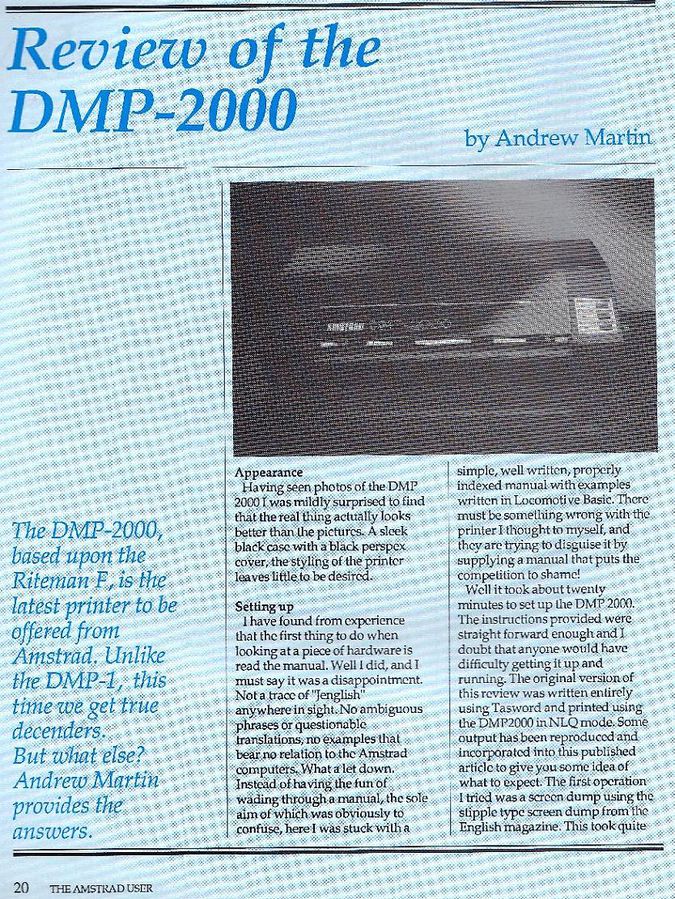 Review of the
DMP-2000
by Andrew Martin
AMSTRAD
The DMP-2000,
based upon the
Riteman F, is the
latest printer to be
offered from
Amstrad. Unlike
the DMP-1, this
time we get true
decenders.
But what else?
Andrew Martin
provides the
answers.
Appearance
Having seen photos of the DMP
2000 I was mildly surprised to find
that the real thing actually looks
better than the pictures. A sleek
black case with a black perspex
cover, the styling of the printer
leaves little to be desired.
Setting up
I have found from experience
that the first thing to do when
looking at a piece of hardware is
read the manual. Well I did, and I
must say it was a disappointment.
Not a trace of "Jenglish"
anywhere in sight. No ambiguous
phrases or questionable
translations, no examples that
bear no relation to the Amstrad
computers. What a let down.
Instead of having the fun of
wading through a manual, the sole
aim of which was obviously to
confuse, here I was stuck with a
simple, well written, properly
indexed manual with examples
written in Locomotive Basic. There
must be something wrong with the
printer I thought to myself, and
they are trying to disguise it by
supplying a manual that puts the
competition to shame!
Well it took about twenty
minutes to set up the DMP 2000.
The instructions provided were
straight forward enough and I
doubt that anyone would have
difficulty getting it up and
running. The original version of
this review was written entirely
using Tasword and printed using
the DMP2000 in NLQ mode. Some
output has been reproduced and
incorporated into this published
article to give you some idea of
what to expect. The first operation
I tried was a screen dump using the
stipple type screen dump from the
English magazine. This took quite
20 THE AMSTRAD USER